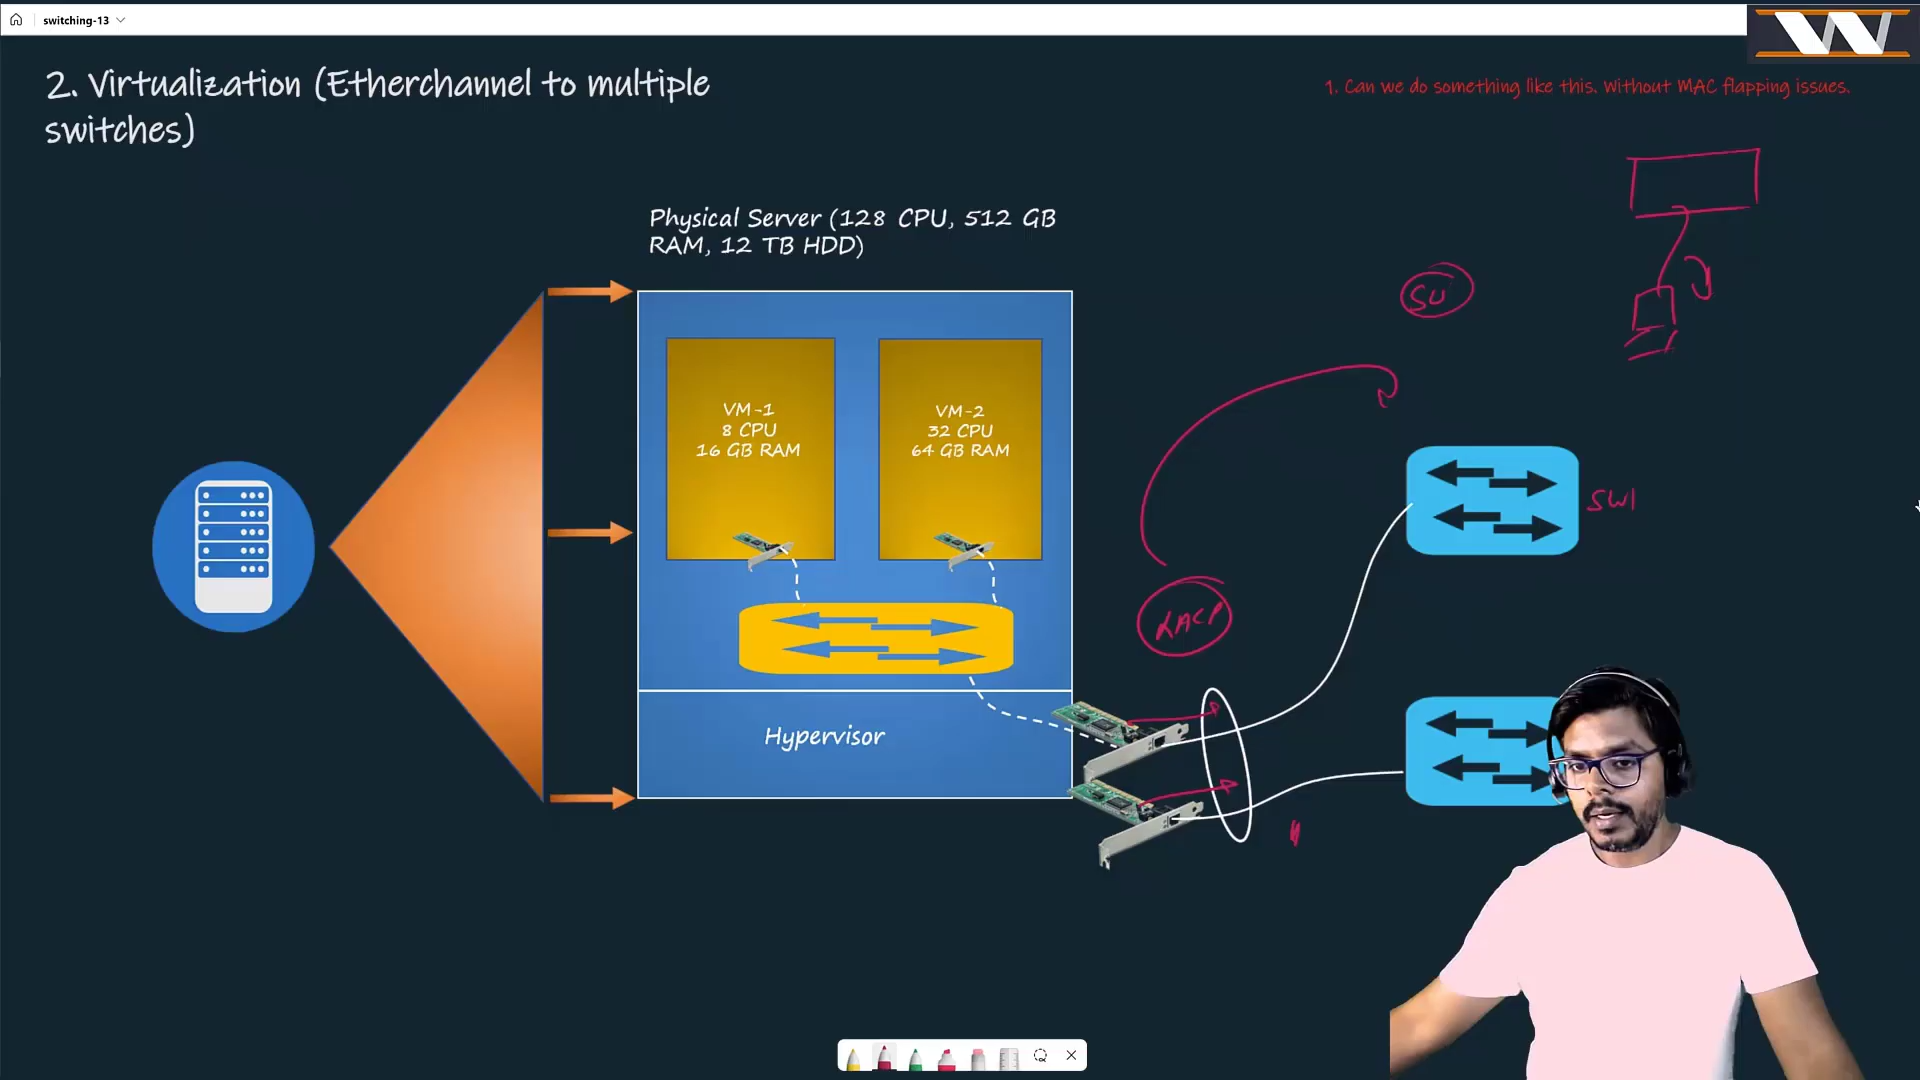 switching-13
2. Virtualization (Etherchannel to multiple
switches)
1. Can we do something like this. Without MAC flapping issues.
Physical Server (128 CPU, 512 GB
RAM, 12 TB HDD)
VM-1
8 CPU
16 GB RAM
VM-2
32 CPU
64 GB RAM
SW1
LACP
Hypervisor